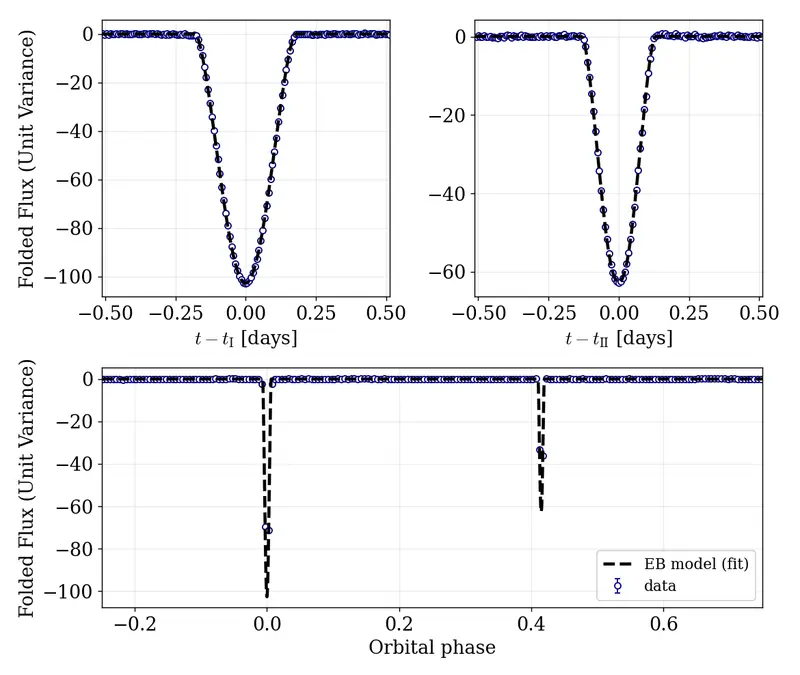 Folded Flux (Unit Variance)
0
−20
−40
−60
−80
−100
−0.50 −0.25 0.00 0.25 0.50
t − tI [days]
0
−20
−40
−60
−0.50 −0.25 0.00 0.25 0.50
t − tII [days]
Folded Flux (Unit Variance)
0
−20
−40
−60
−80
−100
−0.2 0.0 0.2 0.4 0.6
Orbital phase
EB model (fit)
data